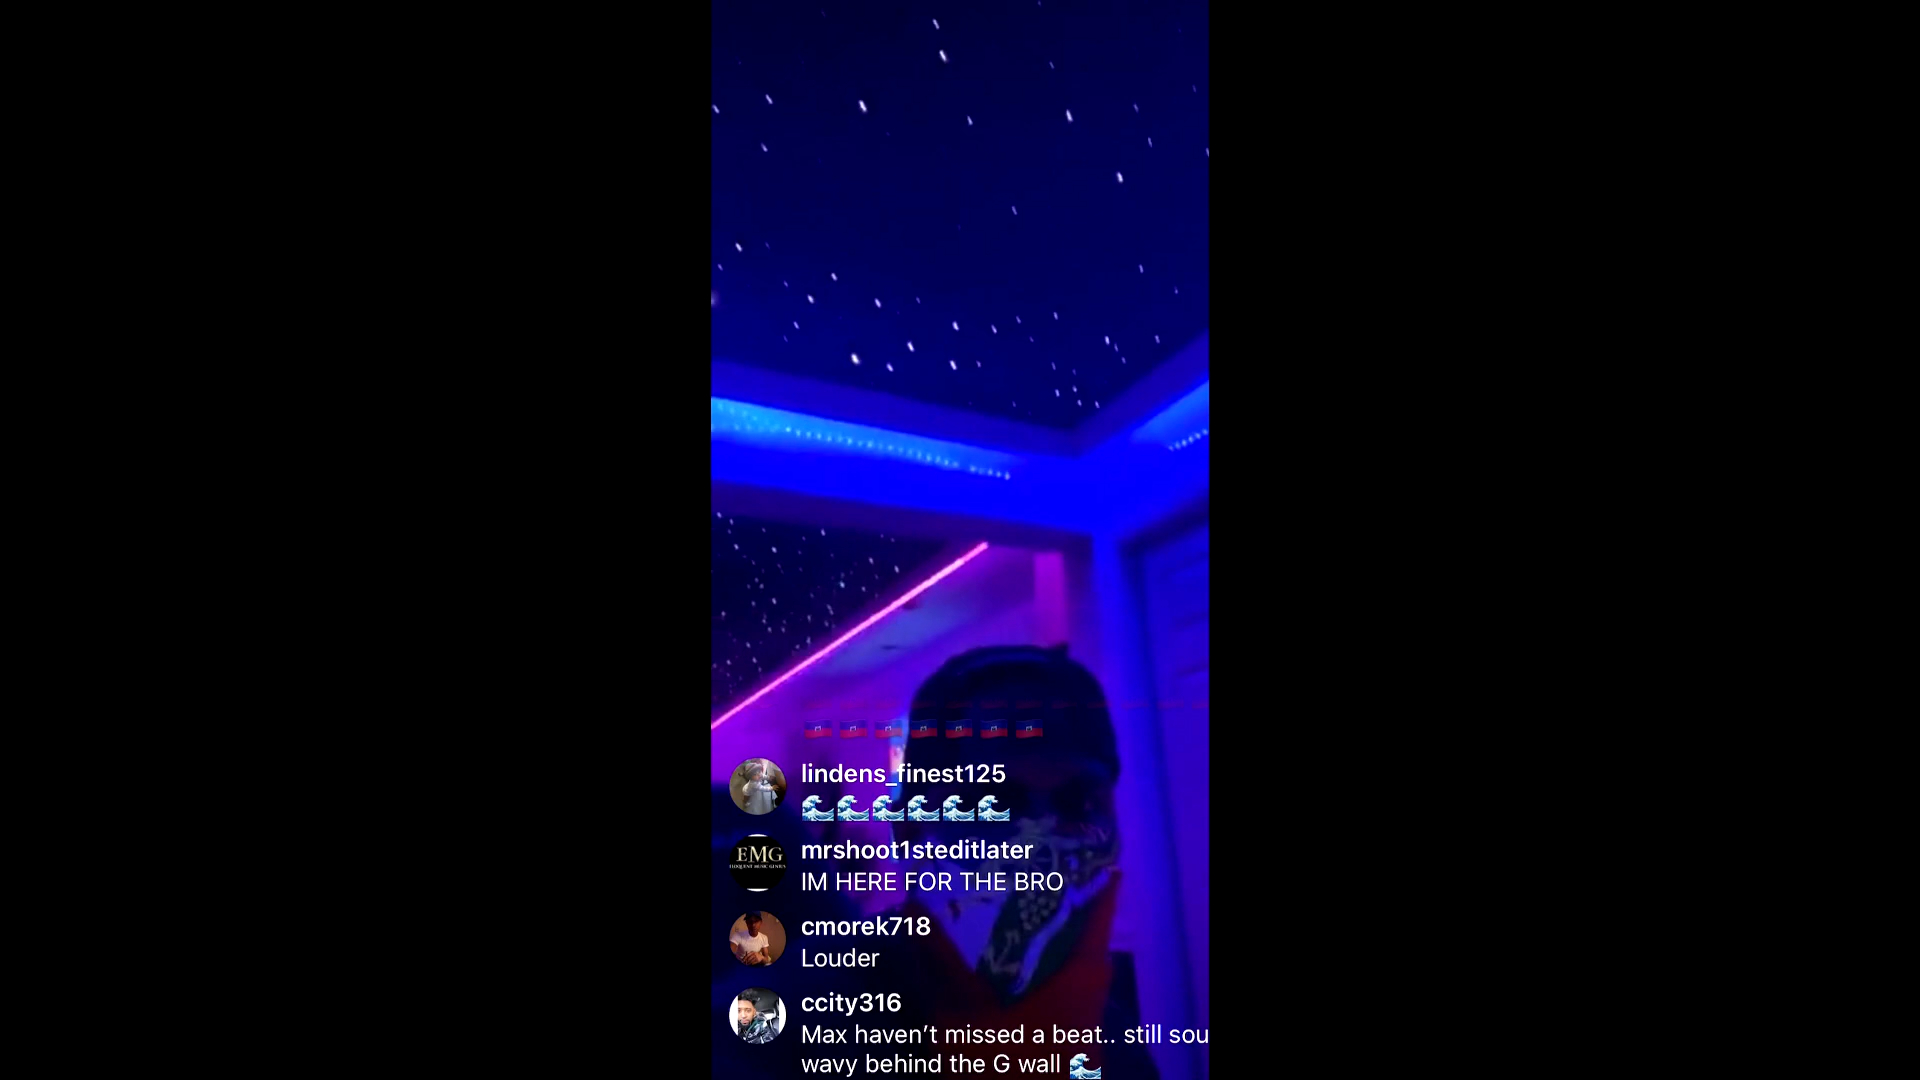 🇭🇹🇭🇹🇭🇹🇭🇹🇭🇹🇭🇹🇭🇹
lindens_finest125
🌊🌊🌊🌊🌊🌊
EMG
mrshoot1steditlater
IM HERE FOR THE BRO
cmorek718
Louder
ccity316
Max haven’t missed a beat.. still sou
wavy behind the G wall 🌊